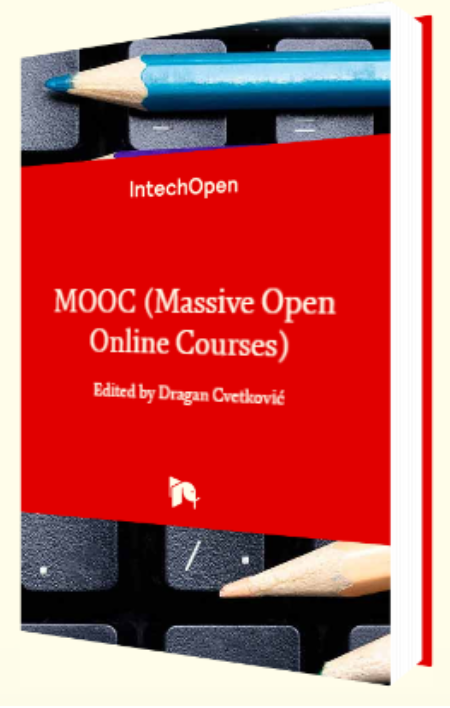 IntechOpen
MOOC (Massive Open
Online Courses)
Edited by Dragan Cvetković